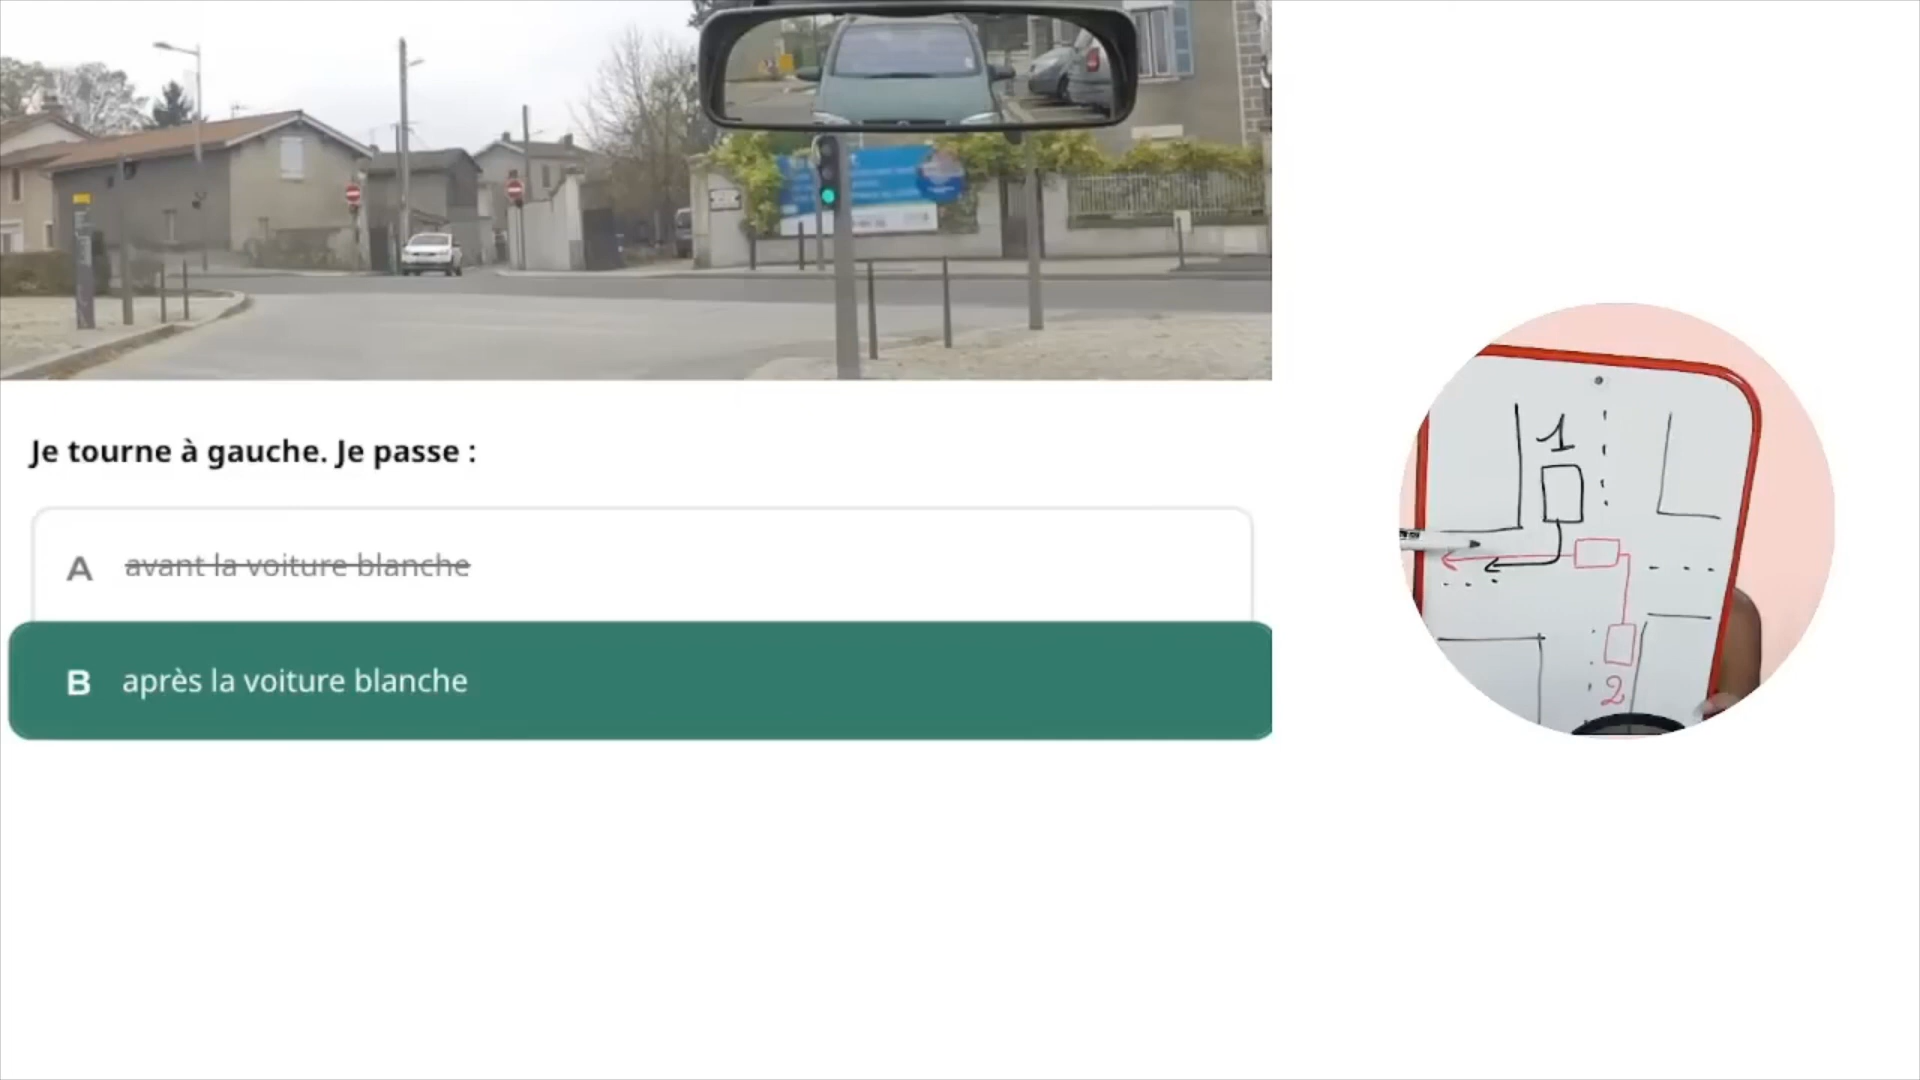 Je tourne à gauche. Je passe :
A avant la voiture blanche
B après la voiture blanche
1
2